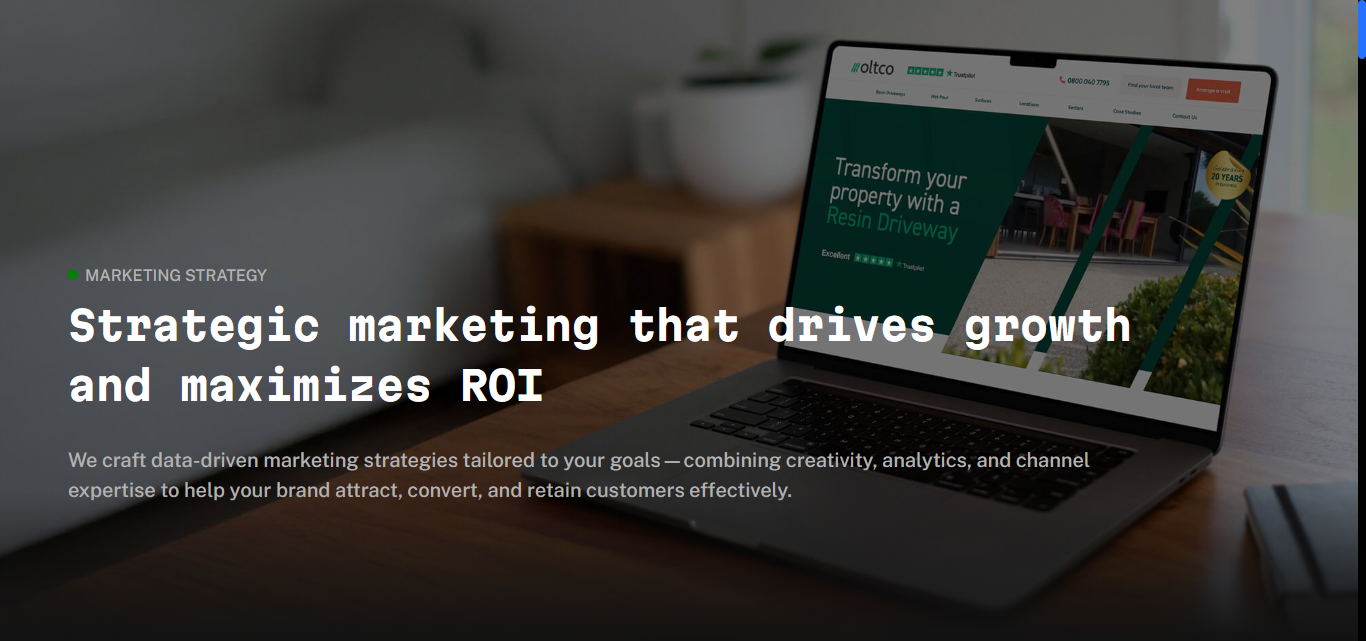 oltco
Trustpilot
0800 040 7795
Find your local team
Arrange a visit
Resin Driveways
Wet Pour
Surfaces
Locations
Sectors
Case Studies
Contact Us
Transform your
property with a
Resin Driveway
20 YEARS
Excellent
Trustpilot
MARKETING STRATEGY
Strategic marketing that drives growth
and maximizes ROI
We craft data-driven marketing strategies tailored to your goals — combining creativity, analytics, and channel
expertise to help your brand attract, convert, and retain customers effectively.